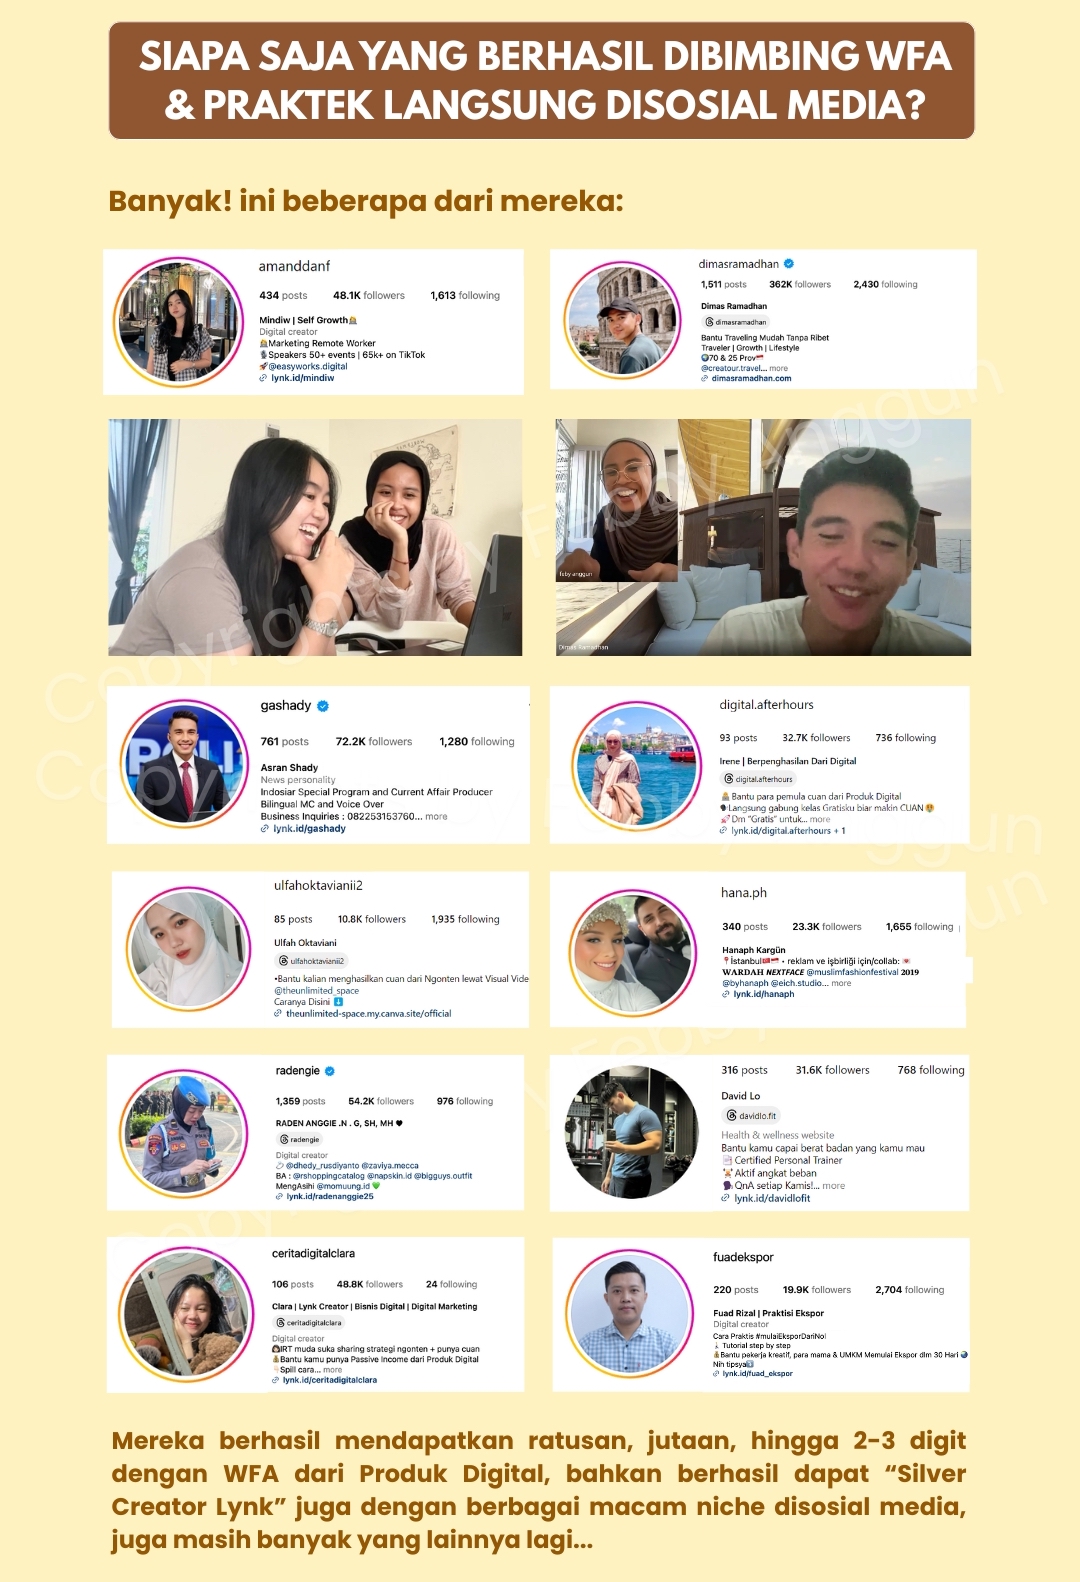 SIAPA SAJA YANG BERHASIL DIBIMBING WFA
& PRAKTEK LANGSUNG DISOSIAL MEDIA?
Banyak! ini beberapa dari mereka:
amanddanf
434 posts 48.1K followers 1,613 following
Mindiw | Self Growth
Digital creator
Marketing Remote Worker
Speakers 50+ events | 65k+ on TikTok
@easyworks.digital
lynk.id/mindiw
dimasramadhan
1,511 posts 362K followers 2,430 following
Dimas Ramadhan
dimasramadhan
Bantu Traveling Mudah Tanpa Ribet
Traveler | Growth | Lifestyle
70 & 25 Prov
@creatour.travel... more
dimasramadhan.com
feby anggun
Dimas Ramadhan
gashady
761 posts 72.2K followers 1,280 following
Asran Shady
News personality
Indosiar Special Program and Current Affair Producer
Bilingual MC and Voice Over
Business Inquiries : 082253153760... more
lynk.id/gashady
digital.afterhours
93 posts 32.7K followers 736 following
Irene | Berpenghasilan Dari Digital
digital.afterhours
Bantu para pemula cuan dari Produk Digital
Langsung gabung kelas Gratisku biar makin CUAN
Dm "Gratis" untuk... more
lynk.id/digital.afterhours + 1
ulfahoktavianii2
85 posts 10.8K followers 1,935 following
Ulfah Oktaviani
ulfahoktavianii2
•Bantu kalian menghasilkan cuan dari Ngonten lewat Visual Vide
@theunlimited_space
Caranya Disini
theunlimited-space.my.canva.site/official
hana.ph
340 posts 23.3K followers 1,655 following
Hanaph Kargün
İstanbul • reklam ve işbirliği için/collab:
WARDAH NEXTFACE @muslimfashionfestival 2019
@byhanaph @eich.studio... more
lynk.id/hanaph
radengie
1,359 posts 54.2K followers 976 following
RADEN ANGGIE .N . G, SH, MH
radengie
Digital creator
@dhedy_rusdiyanto @zaviya.mecca
BA : @rshoppingcatalog @napskin.id @bigguys.outfit
MengAsihi @momuung.id
lynk.id/radenanggie25
316 posts 31.6K followers 768 following
David Lo
davidlo.fit
Health & wellness website
Bantu kamu capai berat badan yang kamu mau
Certified Personal Trainer
Aktif angkat beban
QnA setiap Kamis!... more
lynk.id/davidlofit
ceritadigitalclara
106 posts 48.8K followers 24 following
Clara | Lynk Creator | Bisnis Digital | Digital Marketing
ceritadigitalclara
Digital creator
IRT muda suka sharing strategi ngonten + punya cuan
Bantu kamu punya Passive Income dari Produk Digital
Spill cara... more
lynk.id/ceritadigitalclara
fuadekspor
220 posts 19.9K followers 2,704 following
Fuad Rizal | Praktisi Ekspor
Digital creator
Cara Praktis #mulaiEksporDariNol
Tutorial step by step
Bantu pekerja kreatif, para mama & UMKM Memulai Ekspor dlm 30 Hari
Nih tipsya
lynk.id/fuad_ekspor
Mereka berhasil mendapatkan ratusan, jutaan, hingga 2-3 digit
dengan WFA dari Produk Digital, bahkan berhasil dapat “Silver
Creator Lynk” juga dengan berbagai macam niche disosial media,
juga masih banyak yang lainnya lagi...